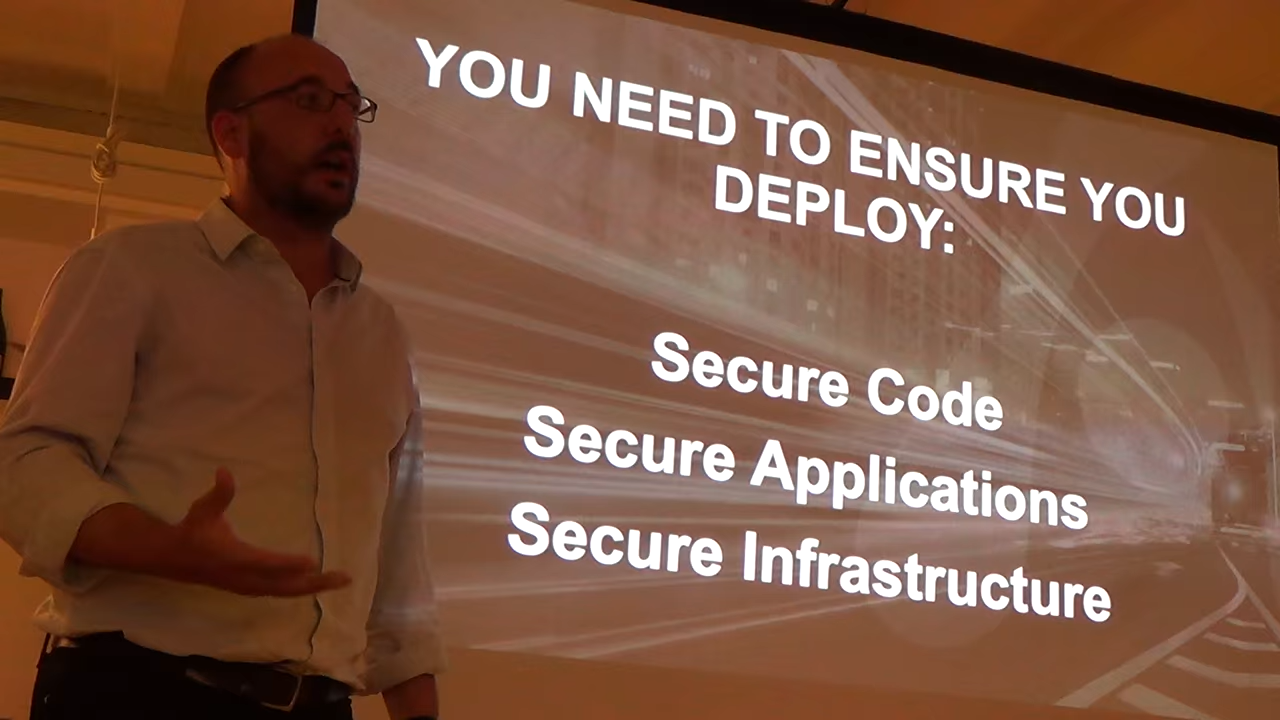 YOU NEED TO ENSURE YOU
DEPLOY:
Secure Code
Secure Applications
Secure Infrastructure